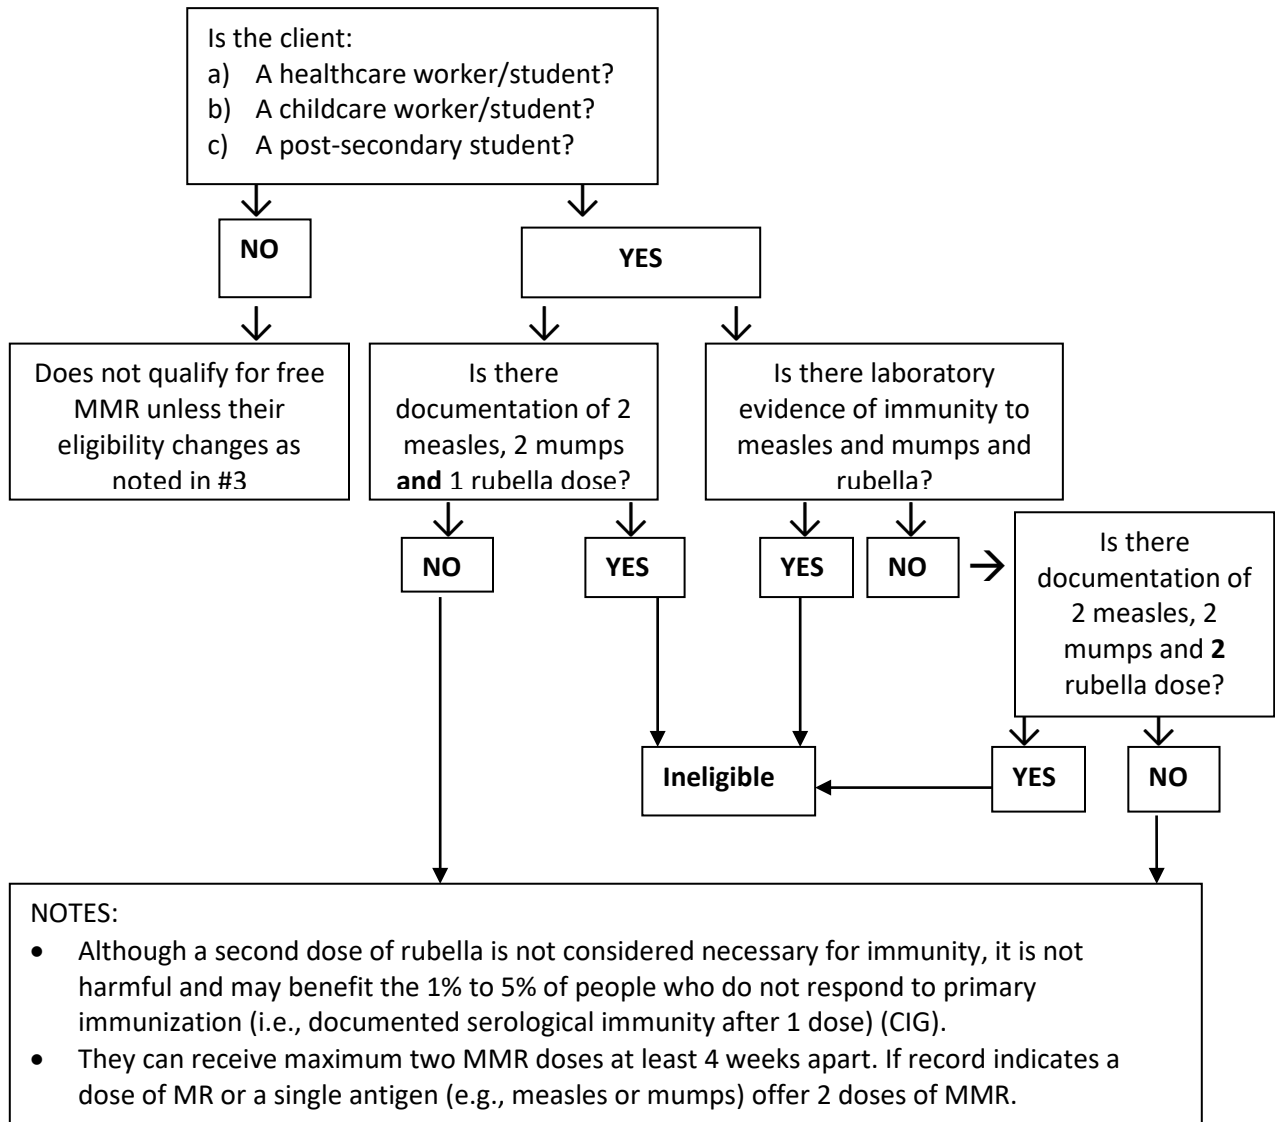 Is the client:
a) A healthcare worker/student?
b) A childcare worker/student?
c) A post-secondary student?
NO
YES
Does not qualify for free
MMR unless their
eligibility changes as
noted in #3
Is there
documentation of 2
measles, 2 mumps
and 1 rubella dose?
Is there laboratory
evidence of immunity to
measles and mumps and
rubella?
NO
YES
YES
NO
Is there
documentation of
2 measles, 2
mumps and 2
rubella dose?
Ineligible
YES
NO
NOTES:
• Although a second dose of rubella is not considered necessary for immunity, it is not
harmful and may benefit the 1% to 5% of people who do not respond to primary
immunization (i.e., documented serological immunity after 1 dose) (CIG).
• They can receive maximum two MMR doses at least 4 weeks apart. If record indicates a
dose of MR or a single antigen (e.g., measles or mumps) offer 2 doses of MMR.